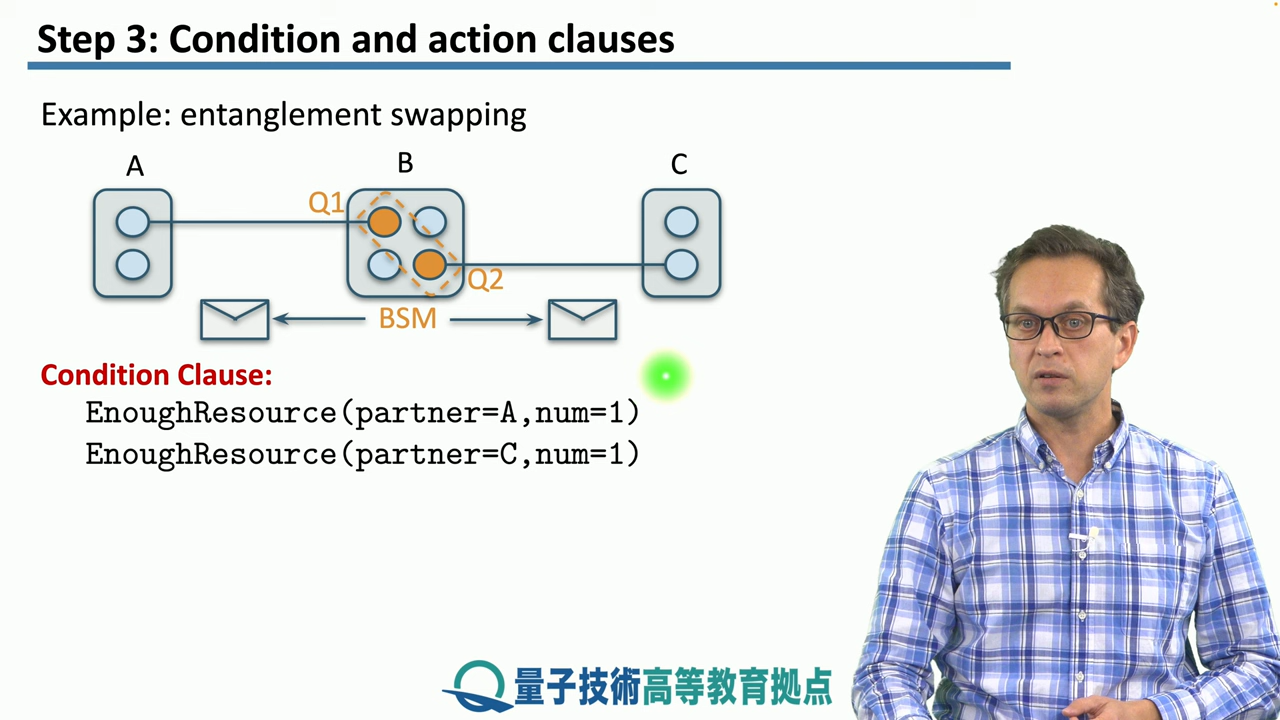 Step 3: Condition and action clauses
Example: entanglement swapping
A
B
C
Q1
Q2
BSM
Condition Clause:
EnoughResource(partner=A,num=1)
EnoughResource(partner=C,num=1)
量子技術高等教育拠点